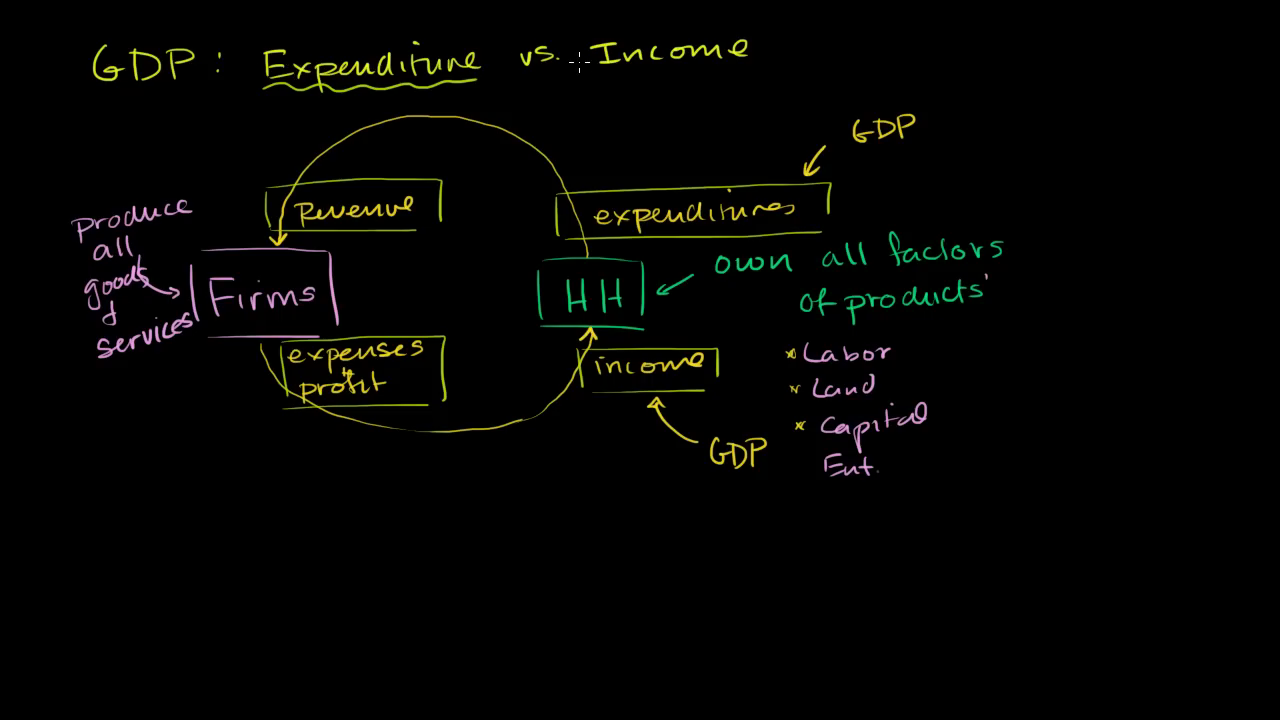 GDP: Expenditure vs. Income
GDP
Revenue
expenditures
produce
all
goods
&
services
Firms
HH
own all factors
of products'
expenses
profit
income
* Labor
* Land
* Capital
Ent.
GDP